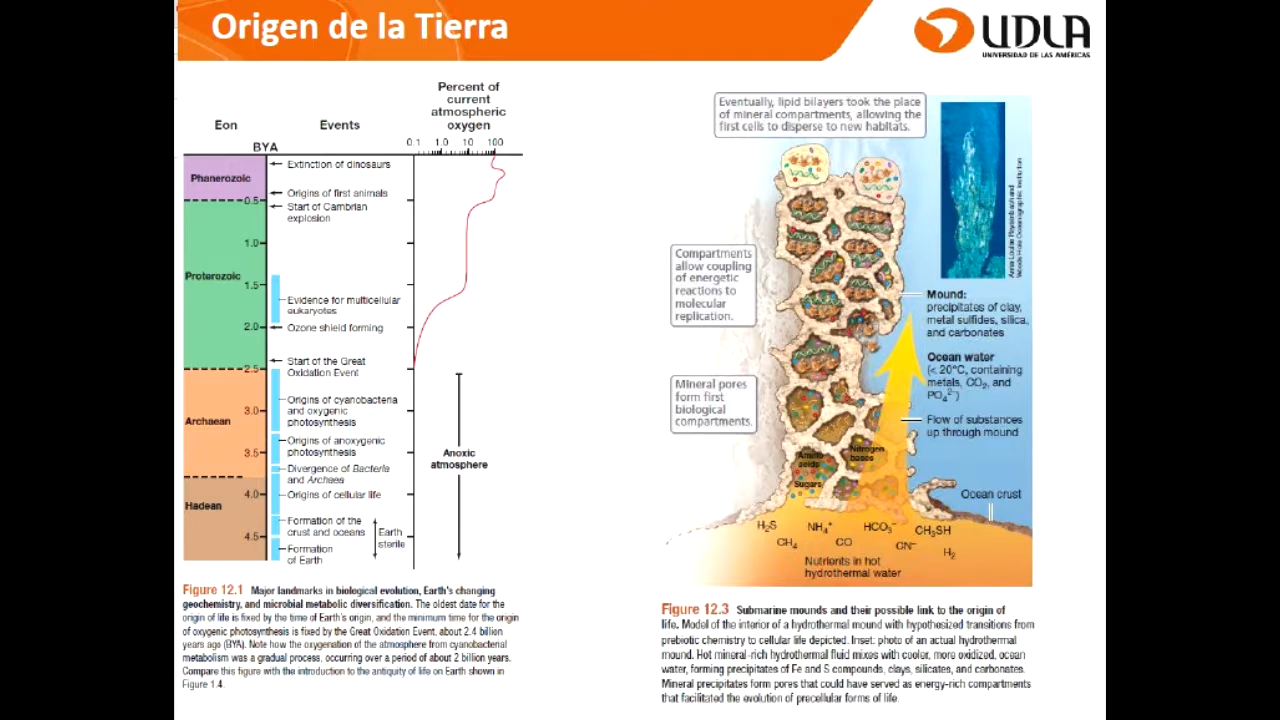 Origen de la Tierra
UDLA
UNIVERSIDAD DE LAS AMÉRICAS
Percent of
current
atmospheric
oxygen
Eon
Events
BYA
0.1 1.0 10 100
Extinction of dinosaurs
Phanerozoic
Origins of first animals
0.5
Start of Cambrian
explosion
1.0
Proterozoic
1.5
Evidence for multicellular
eukaryotes
2.0
Ozone shield forming
Start of the Great
Oxidation Event
2.5
Origins of cyanobacteria
and oxygenic
photosynthesis
3.0
Archaean
Origins of anoxygenic
photosynthesis
3.5
Anoxic
atmosphere
Divergence of Bacteria
and Archaea
4.0
Origins of cellular life
Hadean
Formation of the
crust and oceans
Earth
sterile
4.5
Formation
of Earth
Figure 12.1 Major landmarks in biological evolution, Earth's changing
geochemistry, and microbial metabolic diversification. The oldest date for the
origin of life is fixed by the time of Earth's origin, and the minimum time for the origin
of oxygenic photosynthesis is fixed by the Great Oxidation Event, about 2.4 billion
years ago (BYA). Note how the oxygenation of the atmosphere from cyanobacterial
metabolism was a gradual process, occurring over a period of about 2 billion years.
Compare this figure with the introduction to the antiquity of life on Earth shown in
Figure 1.4.
Eventually, lipid bilayers took the place
of mineral compartments, allowing the
first cells to disperse to new habitats.
Woods Hole Oceanographic Institution
Compartments
allow coupling
of energetic
reactions to
molecular
replication.
Mound:
precipitates of clay,
metal sulfides, silica,
and carbonates
Ocean water
(< 20°C, containing
metals, CO₂, and
PO₄³⁻)
Mineral pores
form first
biological
compartments.
Flow of substances
up through mound
Amino
acids
Nitrogen
bases
Sugars
Ocean crust
H₂S NH₄⁺ HCO₃⁻ CH₃SH
CH₄ CO CN⁻ H₂
Nutrients in hot
hydrothermal water
Figure 12.3 Submarine mounds and their possible link to the origin of
life. Model of the interior of a hydrothermal mound with hypothesized transitions from
prebiotic chemistry to cellular life depicted. Inset: photo of an actual hydrothermal
mound. Hot mineral-rich hydrothermal fluid mixes with cooler, more oxidized, ocean
water, forming precipitates of Fe and S compounds, clays, silicates, and carbonates.
Mineral precipitates form pores that could have served as energy-rich compartments
that facilitated the evolution of precellular forms of life.